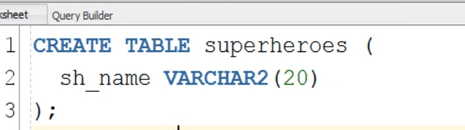 ksheet Query Builder
1 CREATE TABLE superheroes (
2 sh_name VARCHAR2(20)
3 );